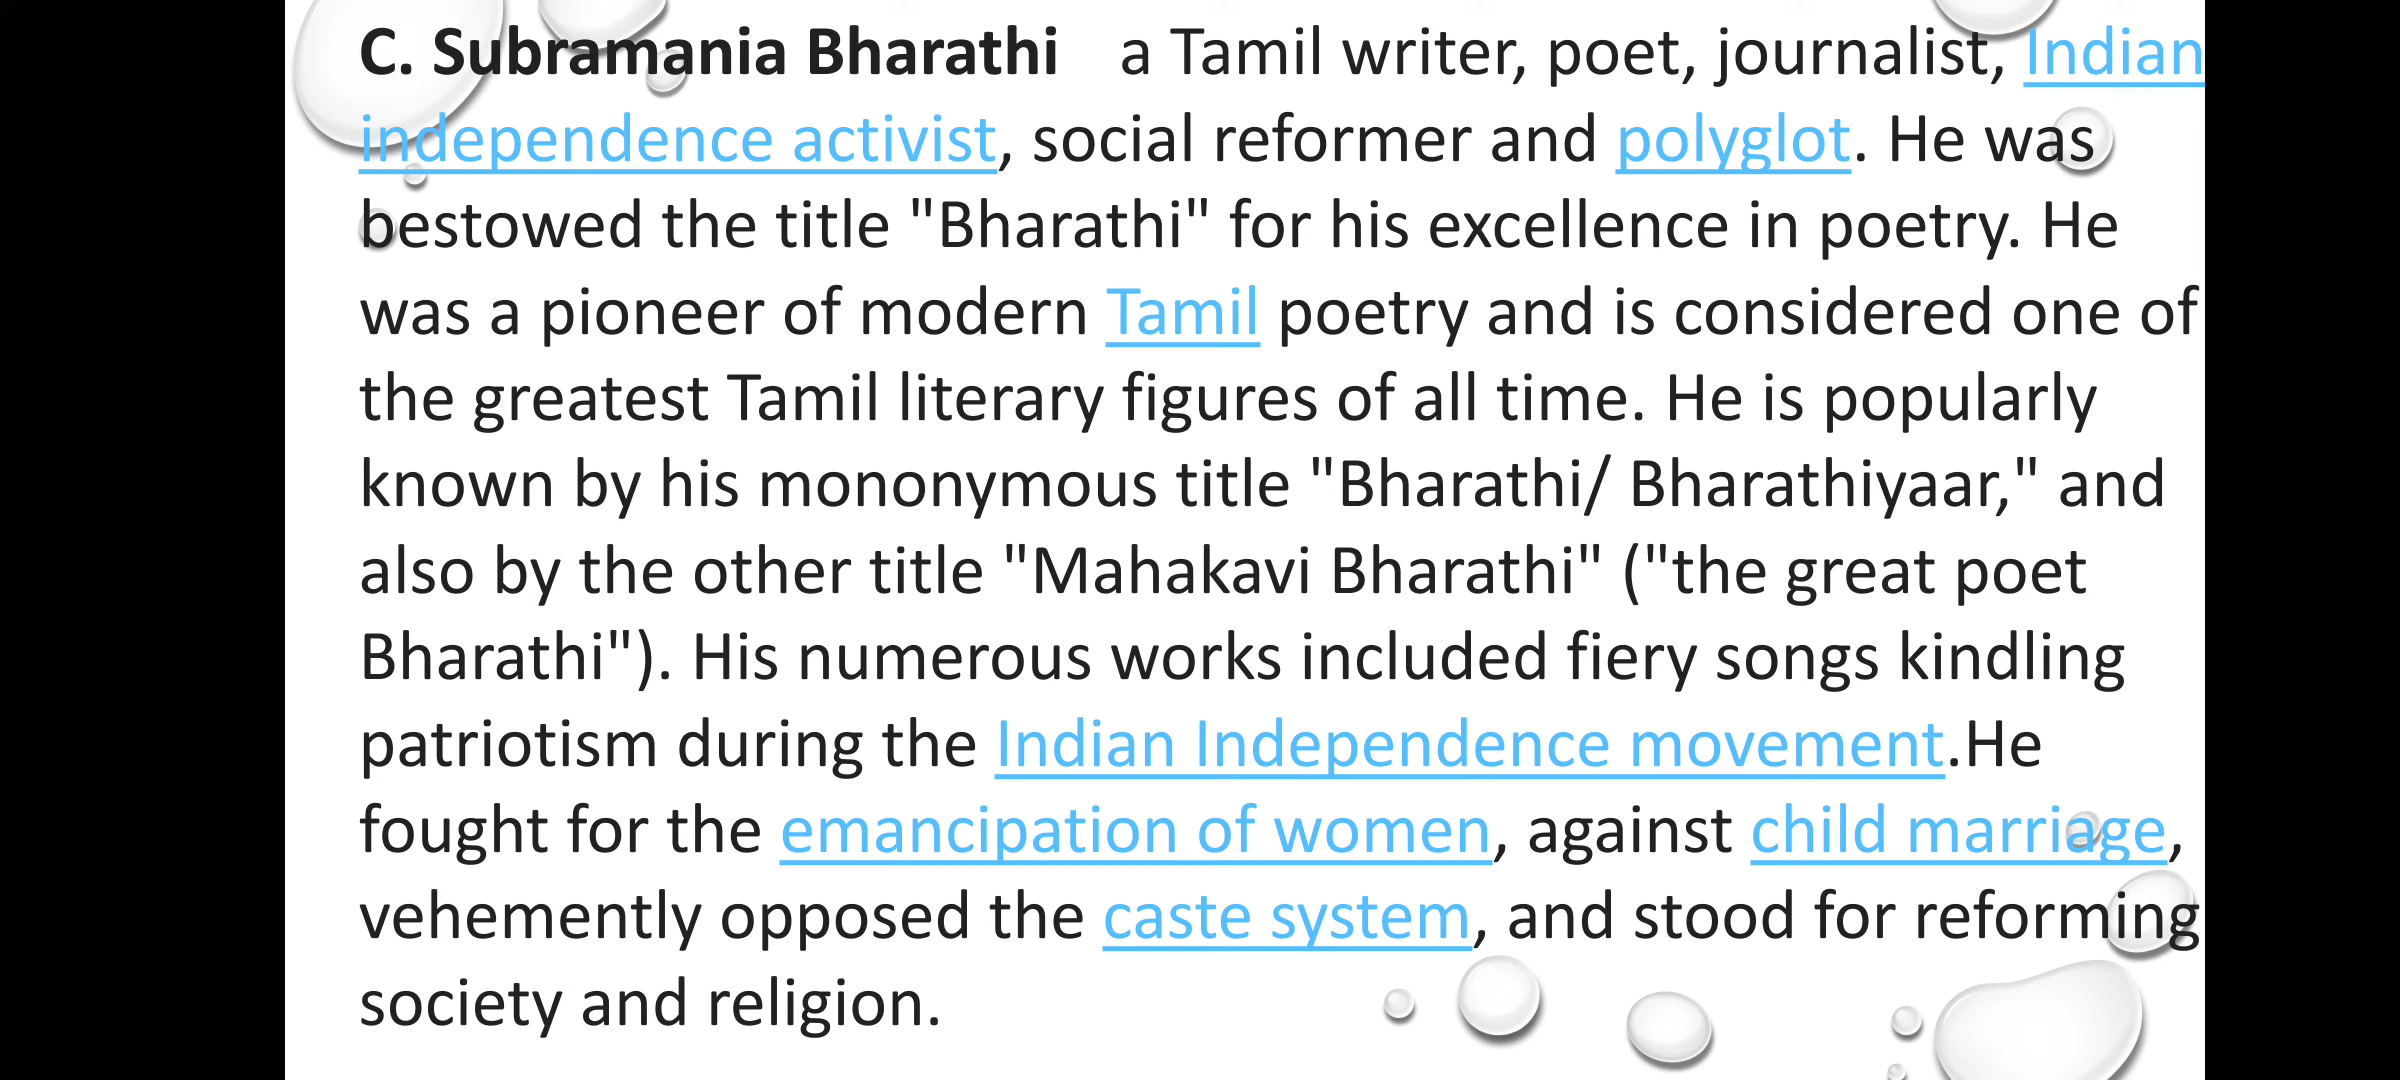 C. Subramania Bharathi a Tamil writer, poet, journalist, Indian
independence activist, social reformer and polyglot. He was
bestowed the title "Bharathi" for his excellence in poetry. He
was a pioneer of modern Tamil poetry and is considered one of
the greatest Tamil literary figures of all time. He is popularly
known by his mononymous title "Bharathi/ Bharathiyaar," and
also by the other title "Mahakavi Bharathi" ("the great poet
Bharathi"). His numerous works included fiery songs kindling
patriotism during the Indian Independence movement.He
fought for the emancipation of women, against child marriage,
vehemently opposed the caste system, and stood for reforming
society and religion.